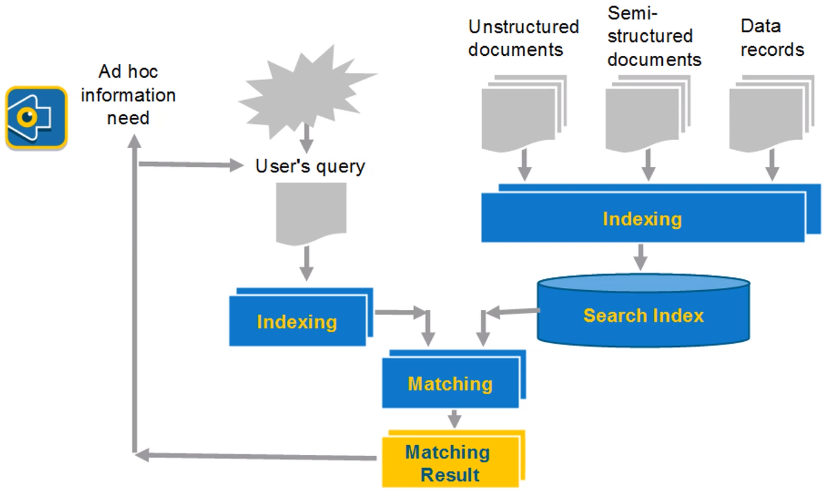 Unstructured
documents
Semi-
structured
documents
Data
records
Ad hoc
information
need
User's query
Indexing
Indexing
Search Index
Matching
Matching
Result